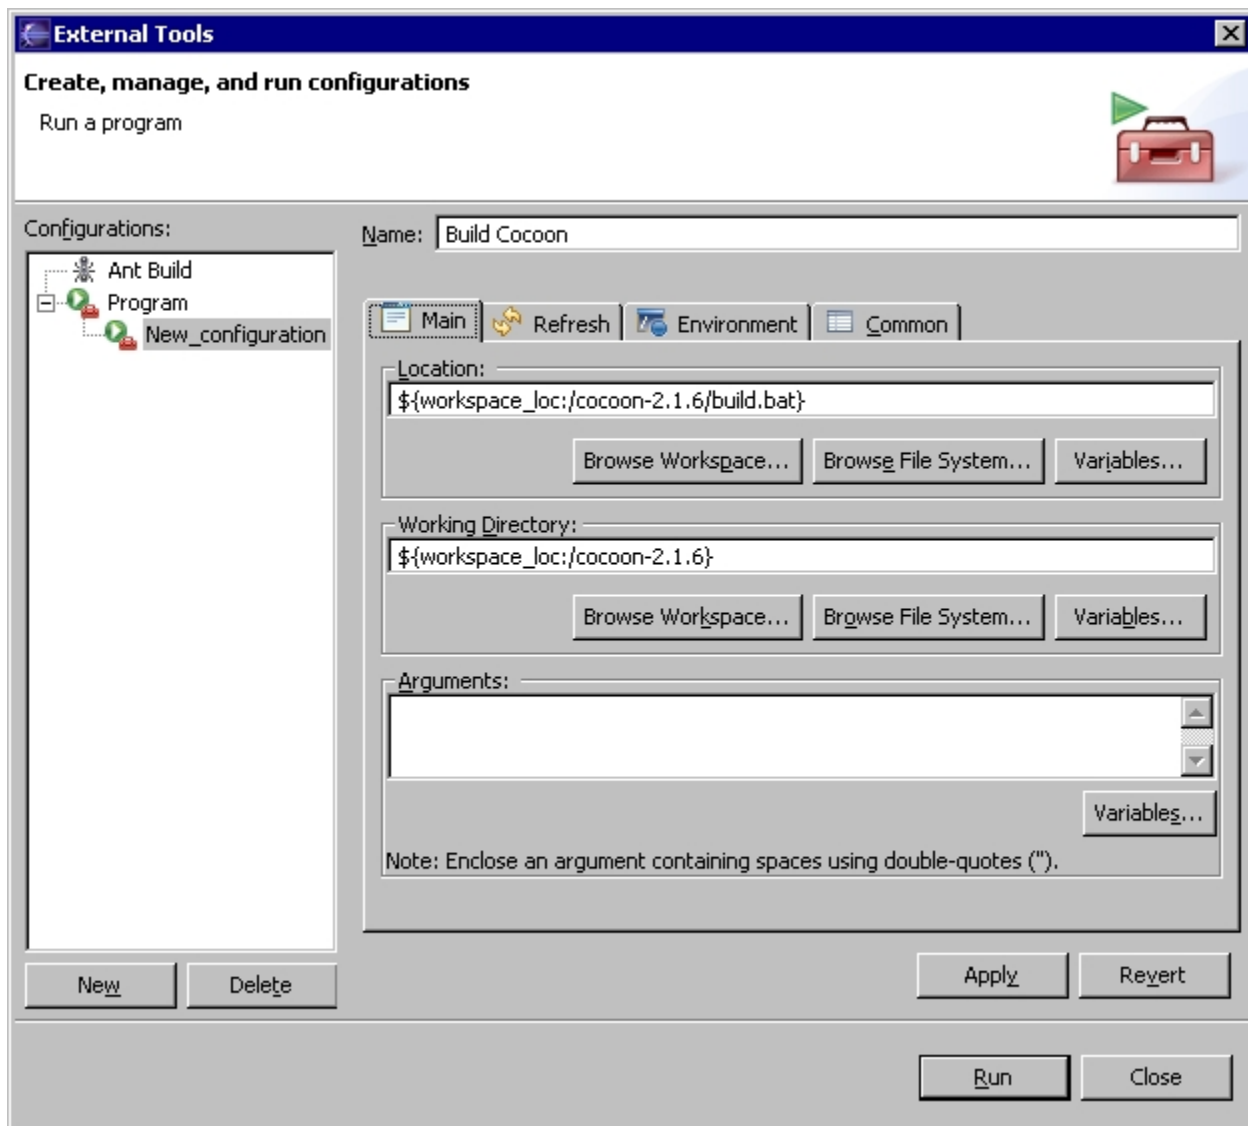 External Tools
Create, manage, and run configurations
Run a program
Configurations:
Ant Build
Program
New_configuration
New
Delete
Name: Build Cocoon
Main Refresh Environment Common
Location:
${workspace_loc:/cocoon-2.1.6/build.bat}
Browse Workspace... Browse File System... Variables...
Working Directory:
${workspace_loc:/cocoon-2.1.6}
Browse Workspace... Browse File System... Variables...
Arguments:
Variables...
Note: Enclose an argument containing spaces using double-quotes (").
Apply Revert
Run Close